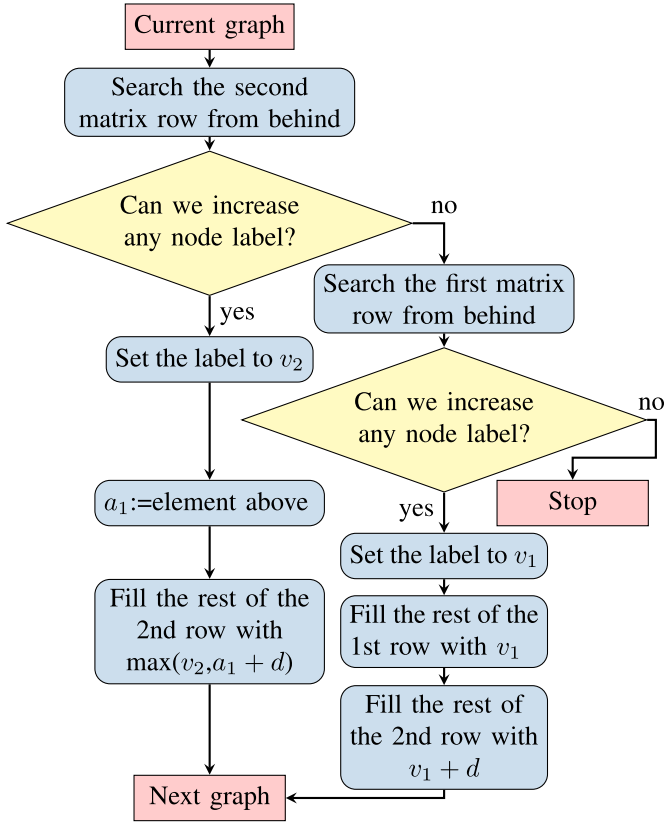 Current graph
Search the second
matrix row from behind
Can we increase
any node label?
no
yes
Search the first matrix
row from behind
Set the label to v₂
Can we increase
any node label?
no
yes
Stop
a₁:=element above
Set the label to v₁
Fill the rest of the
2nd row with
max(v₂,a₁ + d)
Fill the rest of the
1st row with v₁
Fill the rest of
the 2nd row with
v₁ + d
Next graph